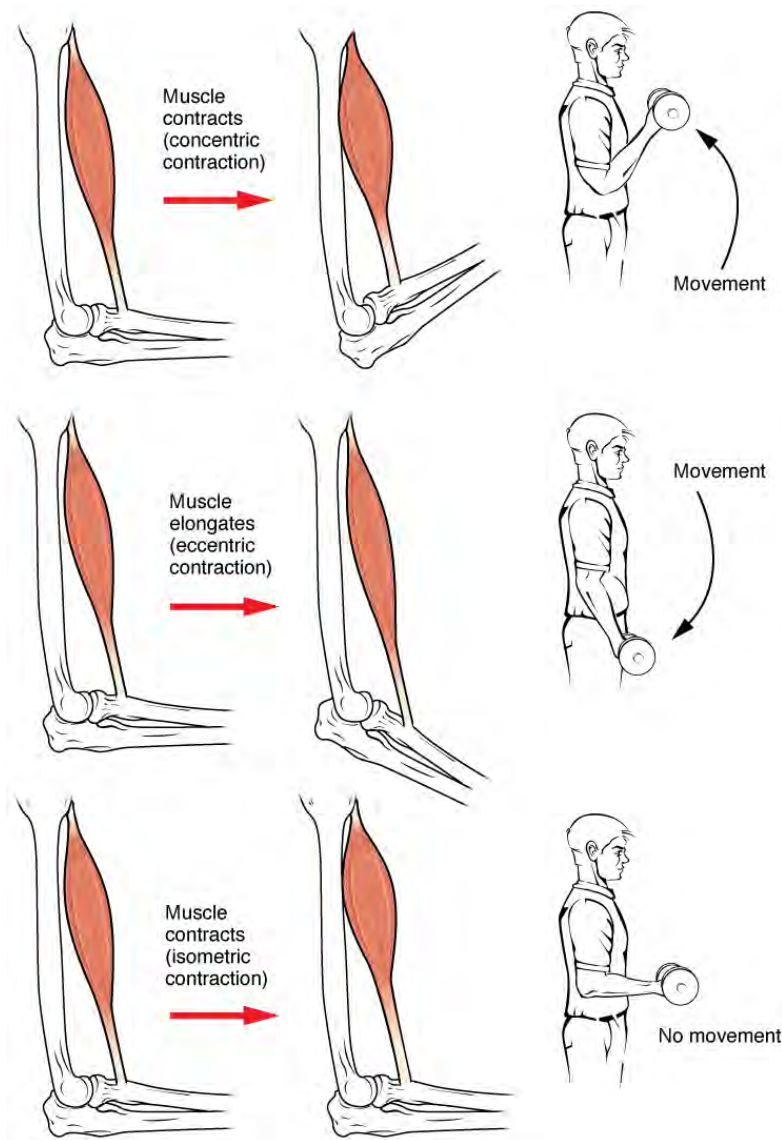 Muscle
contracts
(concentric
contraction)
Movement
Muscle
elongates
(eccentric
contraction)
Movement
Muscle
contracts
(isometric
contraction)
No movement